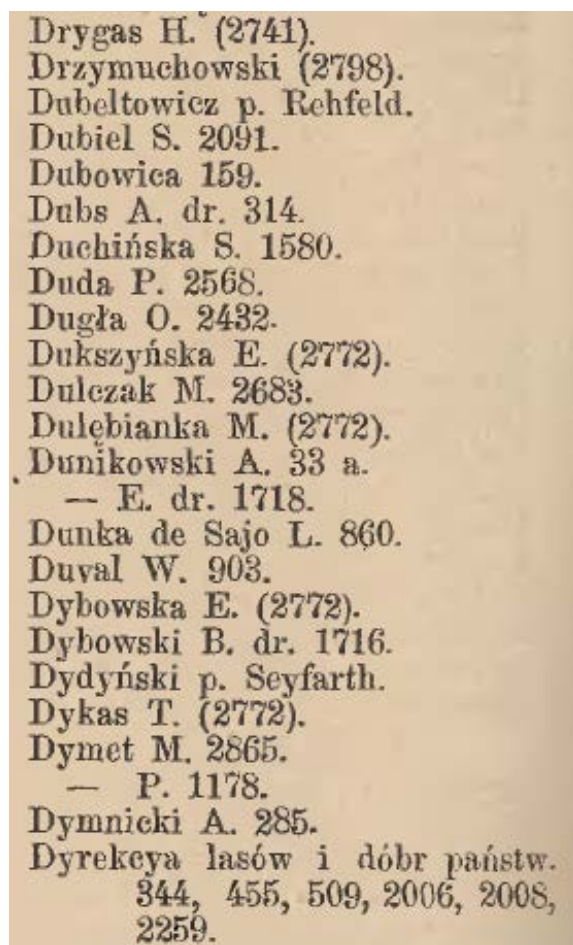 Drygas H. (2741).
Drzymuchowski (2798).
Dubeltowicz p. Rehfeld.
Dubiel S. 2091.
Dubowica 159.
Dubs A. dr. 314.
Duchińska S. 1580.
Duda P. 2568.
Dugła O. 2432.
Dukszyńska E. (2772).
Dulczak M. 2683.
Dulębianka M. (2772).
Dunikowski A. 33 a.
— E. dr. 1718.
Dunka de Sajo L. 860.
Duval W. 903.
Dybowska E. (2772).
Dybowski B. dr. 1716.
Dydyński p. Seyfarth.
Dykas T. (2772).
Dymet M. 2865.
— P. 1178.
Dymnicki A. 285.
Dyrekcya lasów i dóbr państw.
344, 455, 509, 2006, 2008,
2259.